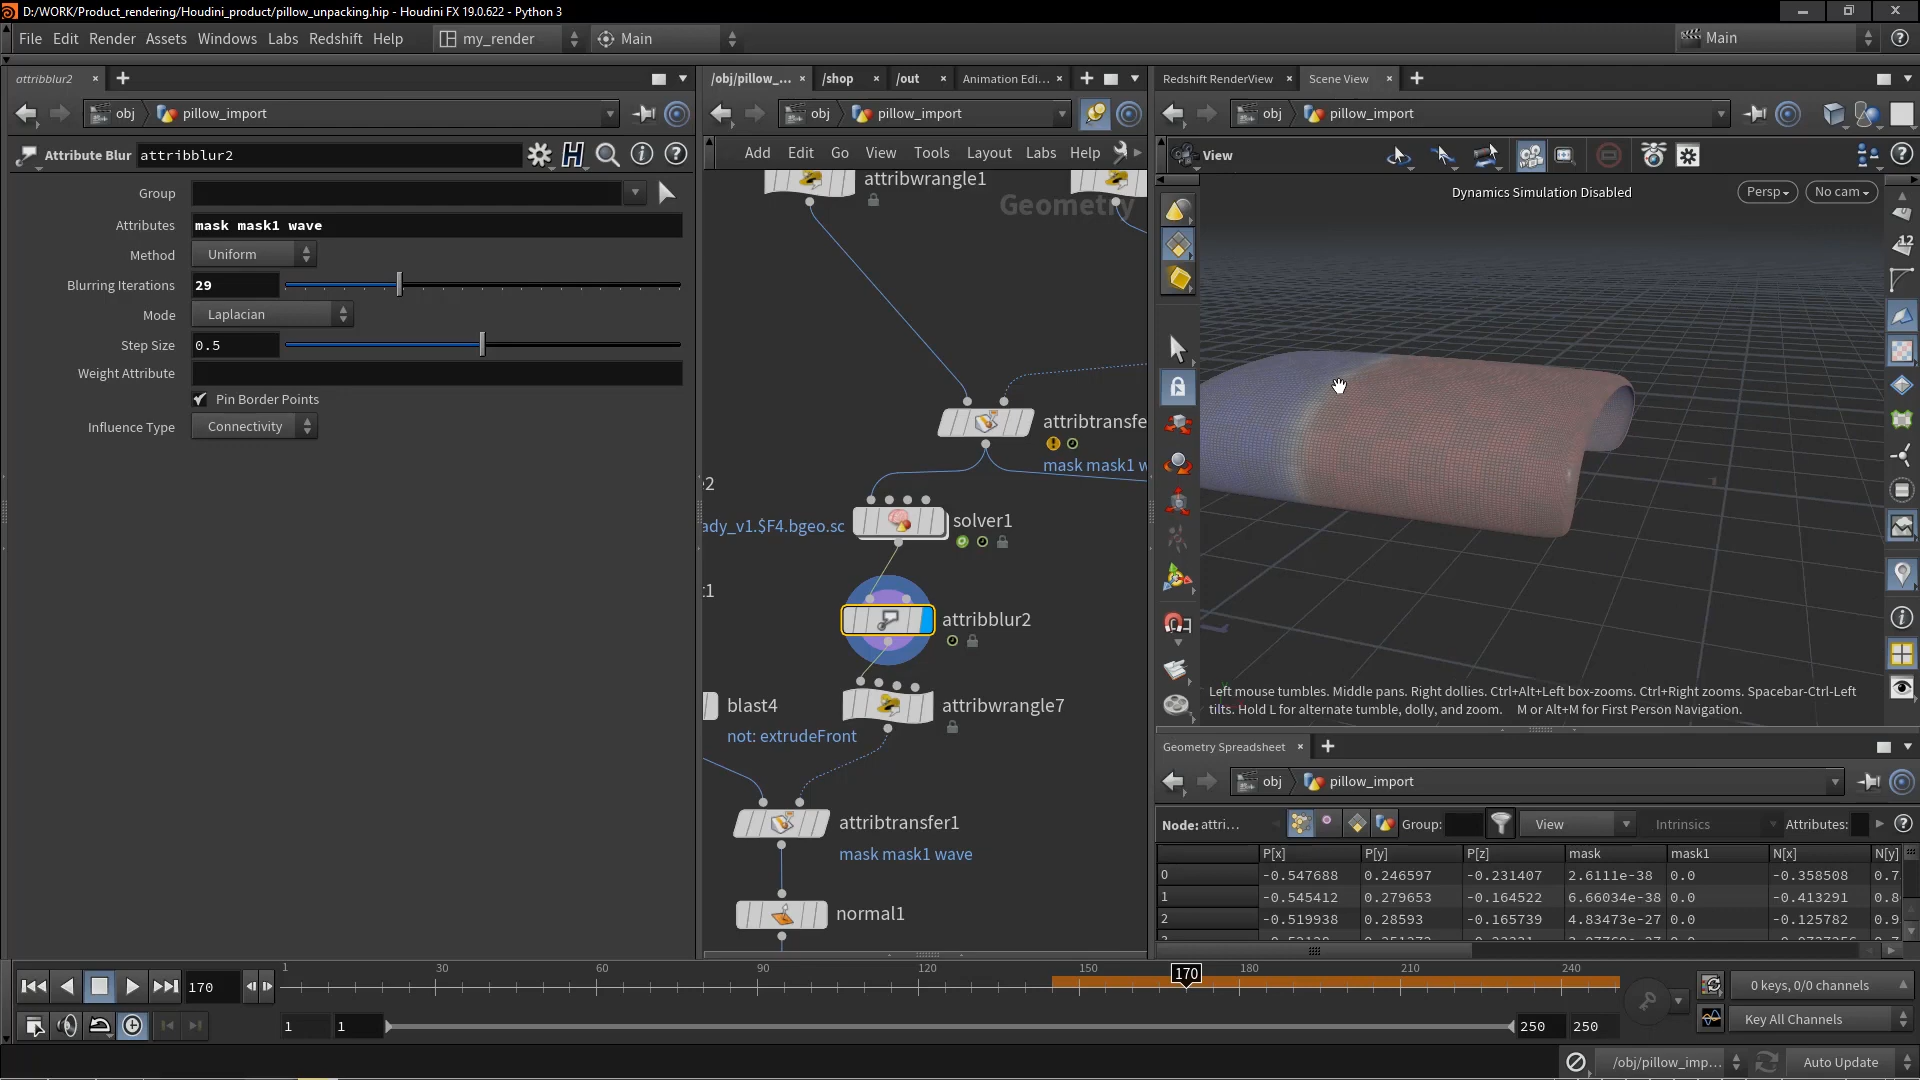 D:/WORK/Product_rendering/Houdini_product/pillow_unpacking.hip - Houdini FX 19.0.622 - Python 3
File Edit Render Assets Windows Labs Redshift Help
my_render
Main
Main
attribblur2
obj
pillow_import
Attribute Blur
attribblur2
Group
Attributes
mask mask1 wave
Method
Uniform
Blurring Iterations
29
Mode
Laplacian
Step Size
0.5
Weight Attribute
Pin Border Points
Influence Type
Connectivity
/obj/pillow_...
/shop
/out
Animation Edi...
obj
pillow_import
Add Edit Go View Tools Layout Labs Help
attribwrangle1
Geometry
attribtransfe
mask mask1 w
2
ady_v1.$F4.bgeo.sc
solver1
:1
attribblur2
blast4
not: extrudeFront
attribwrangle7
attribtransfer1
mask mask1 wave
normal1
Redshift RenderView
Scene View
obj
pillow_import
View
Dynamics Simulation Disabled
Persp
No cam
12
Left mouse tumbles. Middle pans. Right dollies. Ctrl+Alt+Left box-zooms. Ctrl+Right zooms. Spacebar-Ctrl-Left
tilts. Hold L for alternate tumble, dolly, and zoom. M or Alt+M for First Person Navigation.
Geometry Spreadsheet
obj
pillow_import
Node: attri...
Group:
View
Intrinsics
Attributes:
P[x] P[y] P[z] mask mask1 N[x] N[y]
0 -0.547688 0.246597 -0.231407 2.6111e-38 0.0 -0.358508 0.7
1 -0.545412 0.279653 -0.164522 6.66034e-38 0.0 -0.413291 0.8
2 -0.519938 0.28593 -0.165739 4.83473e-27 0.0 -0.125782 0.9
170
1 30 60 90 120 150 170 180 210 240
0 keys, 0/0 channels
1
1
250
250
Key All Channels
/obj/pillow_imp...
Auto Update